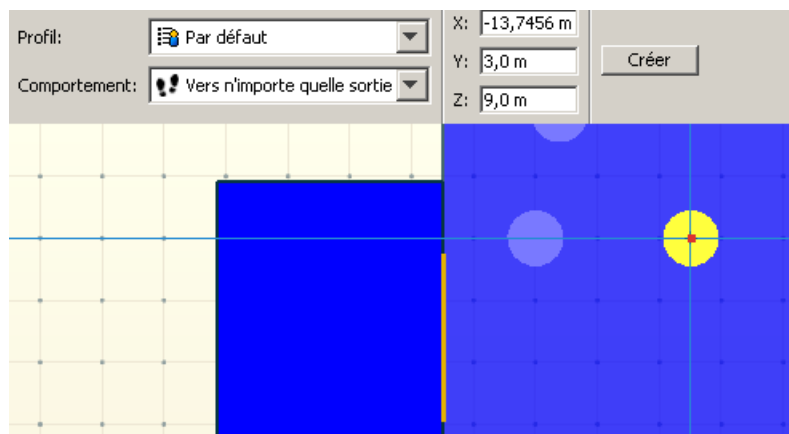 Profil: Par défaut
Comportement: Vers n'importe quelle sortie
X: -13,7456 m
Y: 3,0 m
Z: 9,0 m
Créer